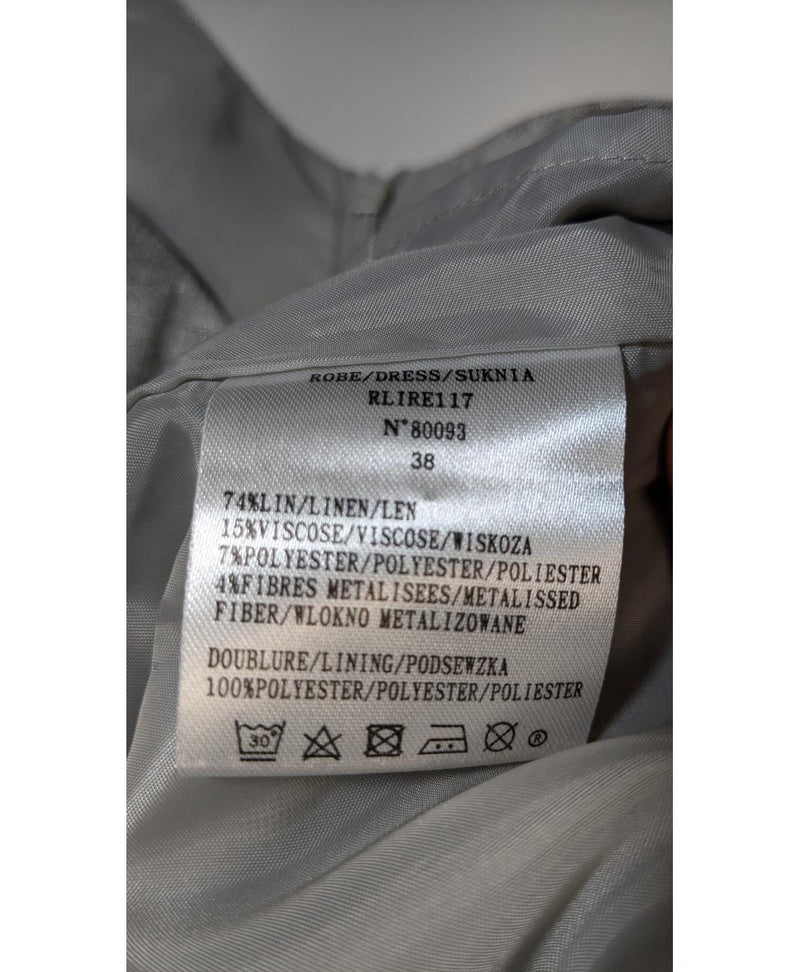 ROBE/DRESS/SUKNIA
RLIRE117
N°80093
38
74%LIN/LINEN/LEN
15%VISCOSE/VISCOSE/WISKOZA
7%POLYESTER/POLYESTER/POLIESTER
4%FIBRES METALISEES/METALISSED
FIBER/WLOKNO METALIZOWANE
DOUBLURE/LINING/PODSEWZKA
100%POLYESTER/POLYESTER/POLIESTER
30° ®